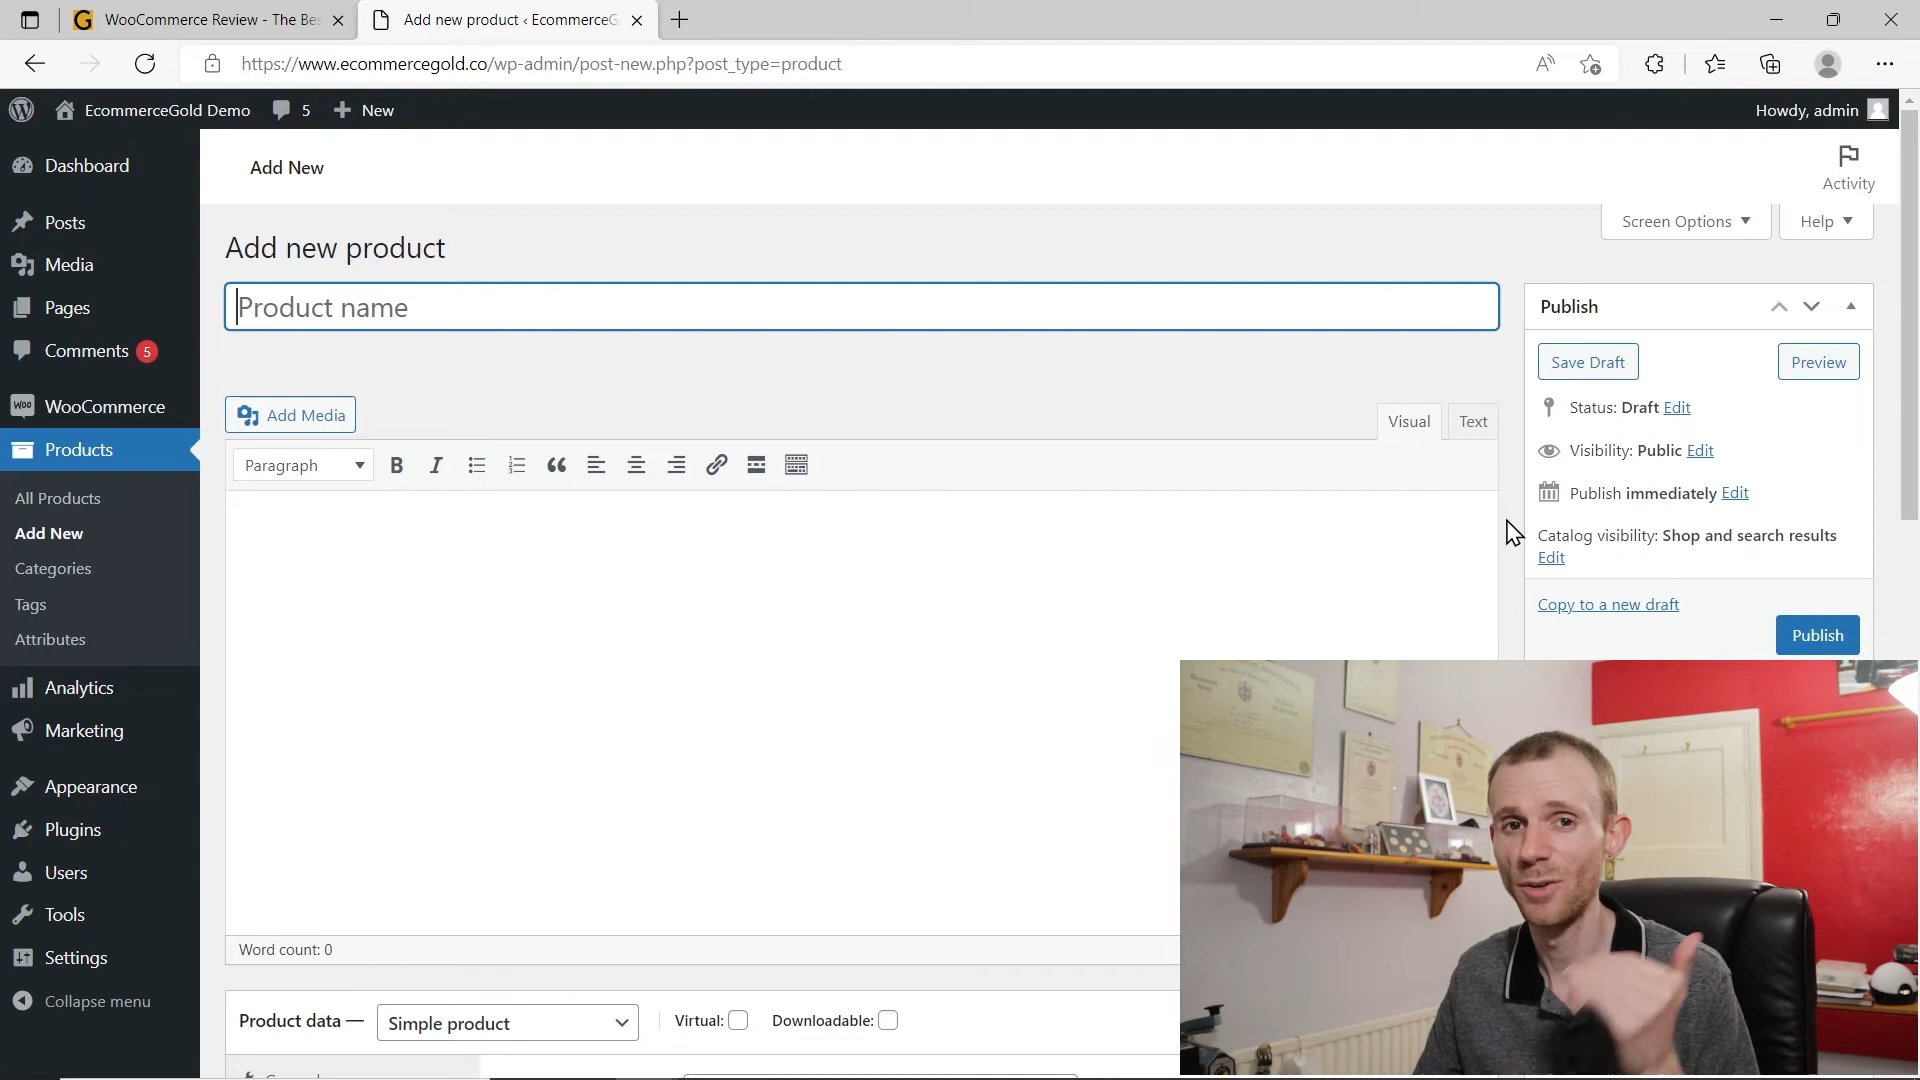 WooCommerce Review - The Bes
Add new product ‹ EcommerceG
https://www.ecommercegold.co/wp-admin/post-new.php?post_type=product
EcommerceGold Demo
5
New
Howdy, admin
Dashboard
Posts
Media
Pages
Comments 5
Woo WooCommerce
Products
All Products
Add New
Categories
Tags
Attributes
Analytics
Marketing
Appearance
Plugins
Users
Tools
Settings
Collapse menu
Add New
Activity
Screen Options
Help
Add new product
Product name
Add Media
Visual
Text
Paragraph
B
I
Word count: 0
Product data —
Simple product
Virtual:
Downloadable:
Publish
Save Draft
Preview
Status: Draft Edit
Visibility: Public Edit
Publish immediately Edit
Catalog visibility: Shop and search results
Edit
Copy to a new draft
Publish